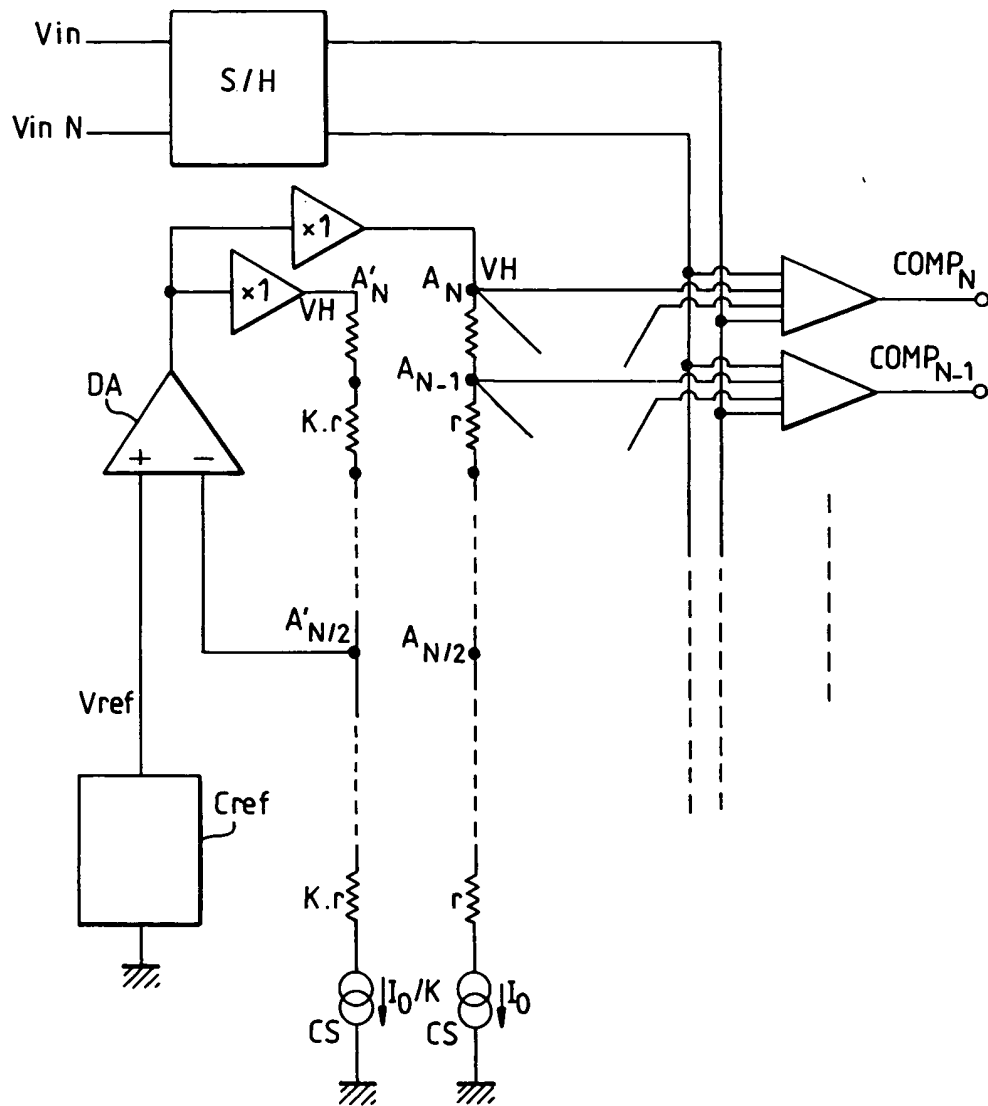 Vin
S/H
Vin N
×1
×1
VH
A'N
AN
VH
COMPN
AN-1
COMPN-1
DA
K.r
r
+
−
A'N/2
AN/2
Vref
Cref
K.r
r
I0/K
I0
CS
CS